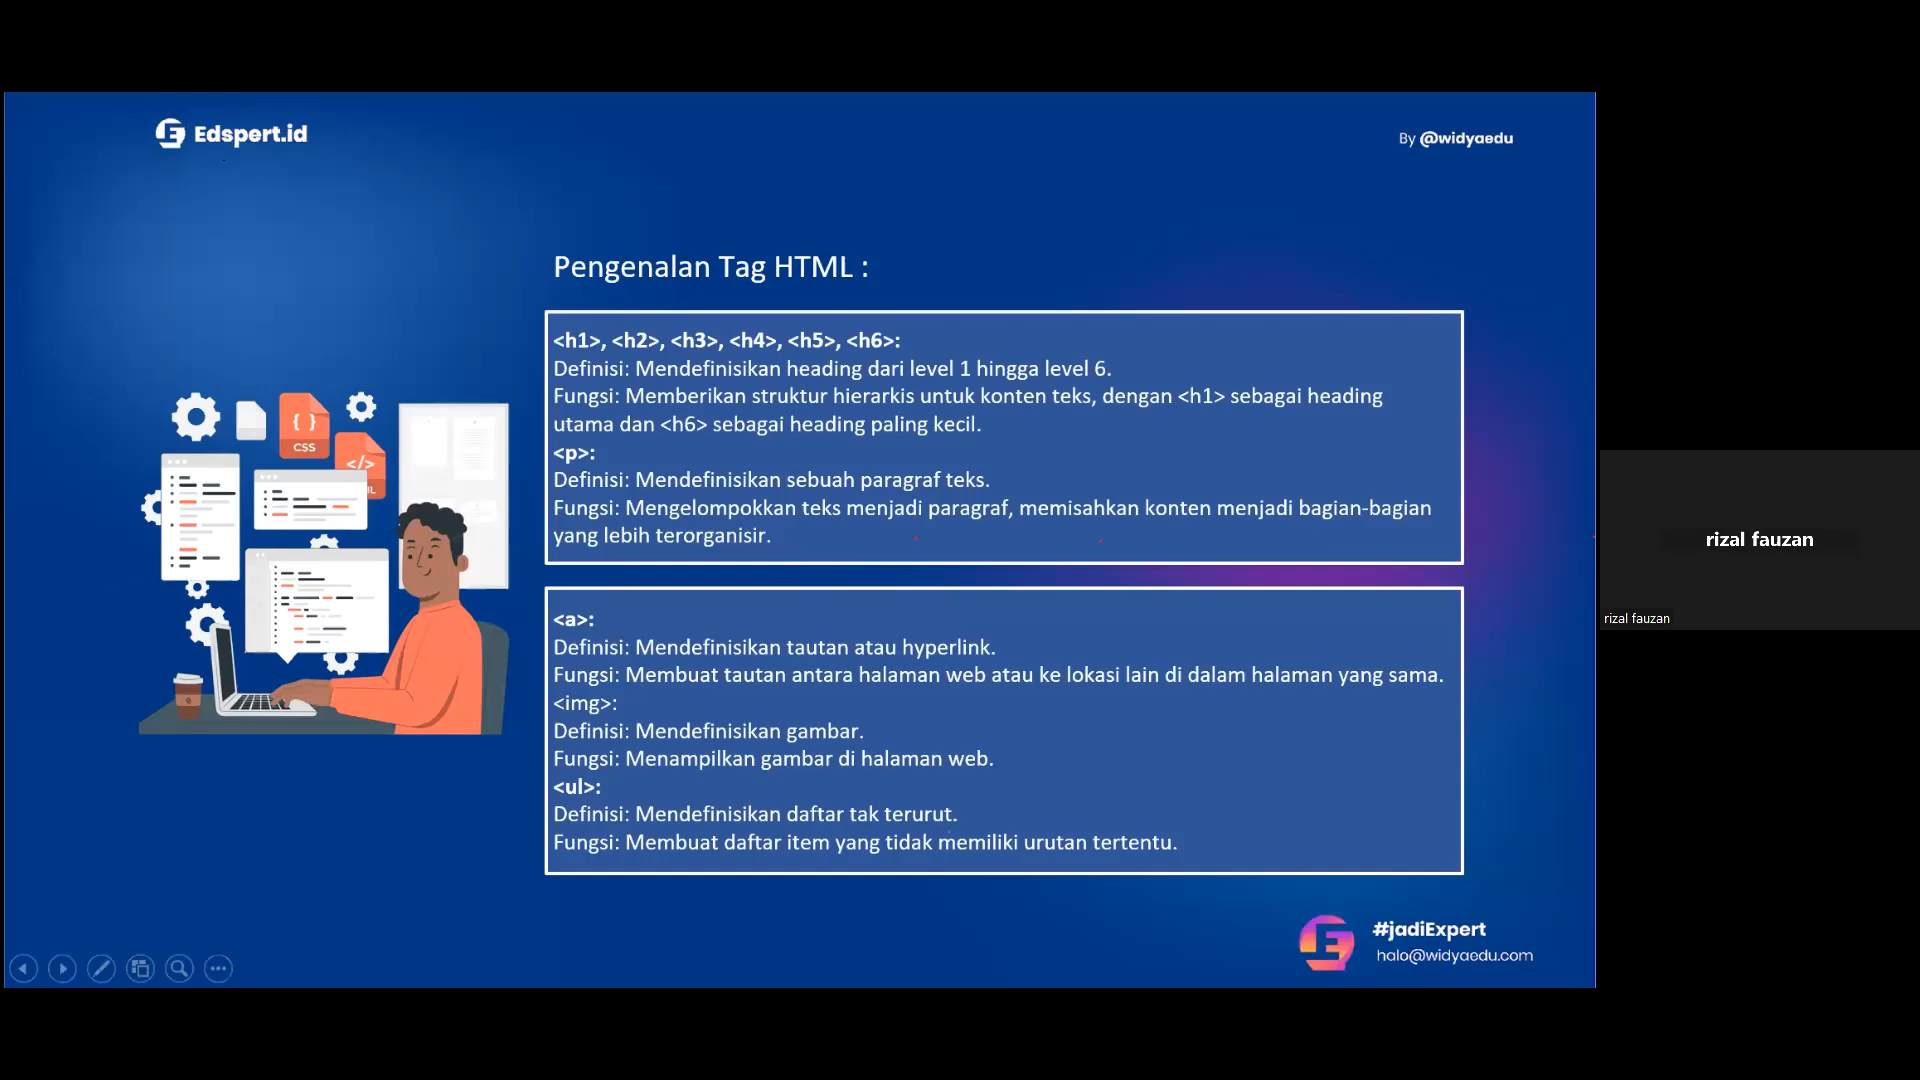 Edspert.id
By @widyaedu
Pengenalan Tag HTML :
<h1>, <h2>, <h3>, <h4>, <h5>, <h6>:
Definisi: Mendefinisikan heading dari level 1 hingga level 6.
Fungsi: Memberikan struktur hierarkis untuk konten teks, dengan <h1> sebagai heading
utama dan <h6> sebagai heading paling kecil.
<p>:
Definisi: Mendefinisikan sebuah paragraf teks.
Fungsi: Mengelompokkan teks menjadi paragraf, memisahkan konten menjadi bagian-bagian
yang lebih terorganisir.
{ }
CSS
</>
<a>:
Definisi: Mendefinisikan tautan atau hyperlink.
Fungsi: Membuat tautan antara halaman web atau ke lokasi lain di dalam halaman yang sama.
<img>:
Definisi: Mendefinisikan gambar.
Fungsi: Menampilkan gambar di halaman web.
<ul>:
Definisi: Mendefinisikan daftar tak terurut.
Fungsi: Membuat daftar item yang tidak memiliki urutan tertentu.
rizal fauzan
rizal fauzan
#jadiExpert
halo@widyaedu.com